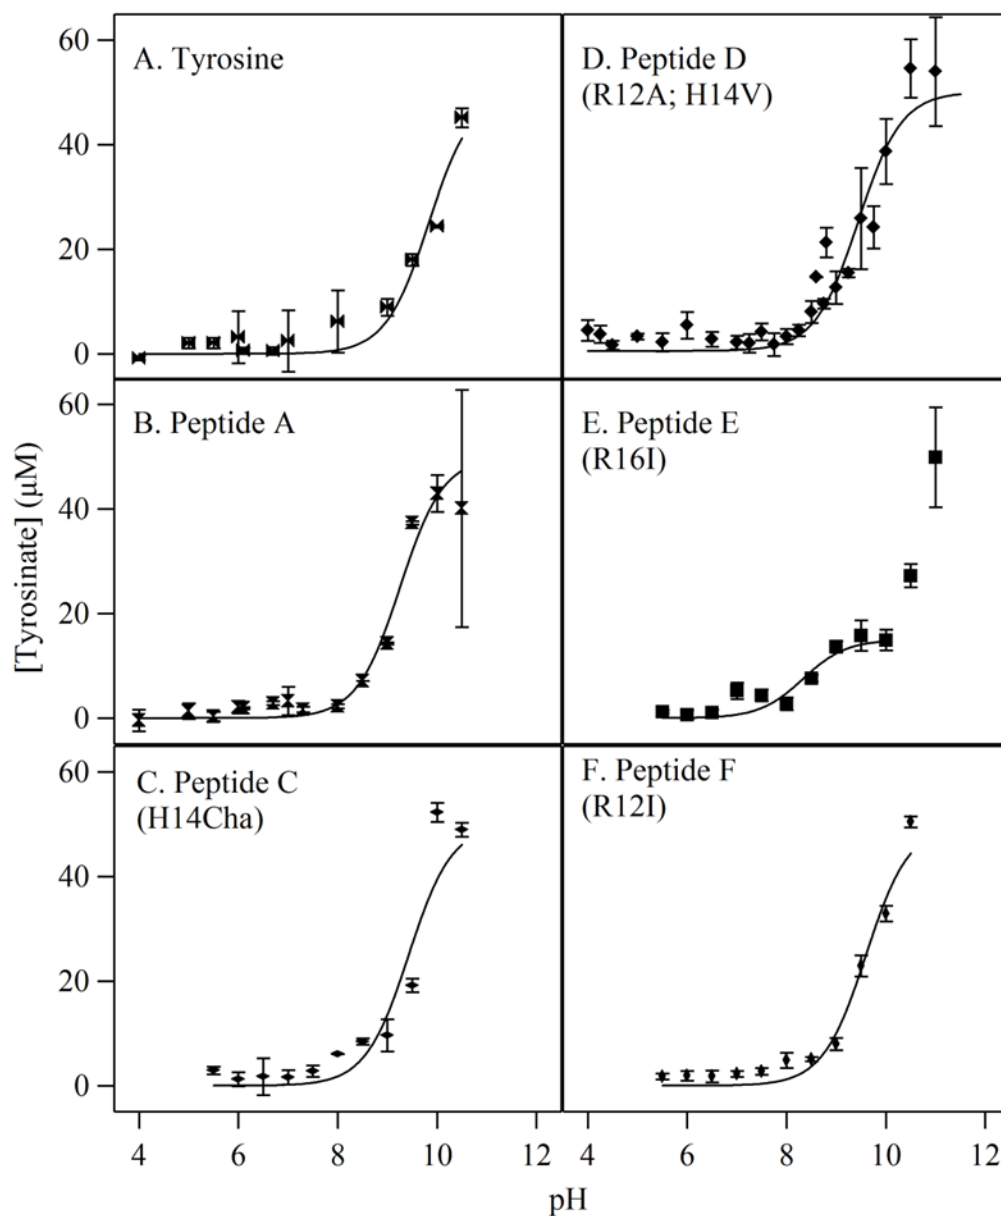 60
40
20
0
A. Tyrosine
D. Peptide D
(R12A; H14V)
[Tyrosinate] (μM)
60
40
20
0
B. Peptide A
E. Peptide E
(R16I)
60
40
20
0
C. Peptide C
(H14Cha)
F. Peptide F
(R12I)
4 6 8 10 12
4 6 8 10 12
pH